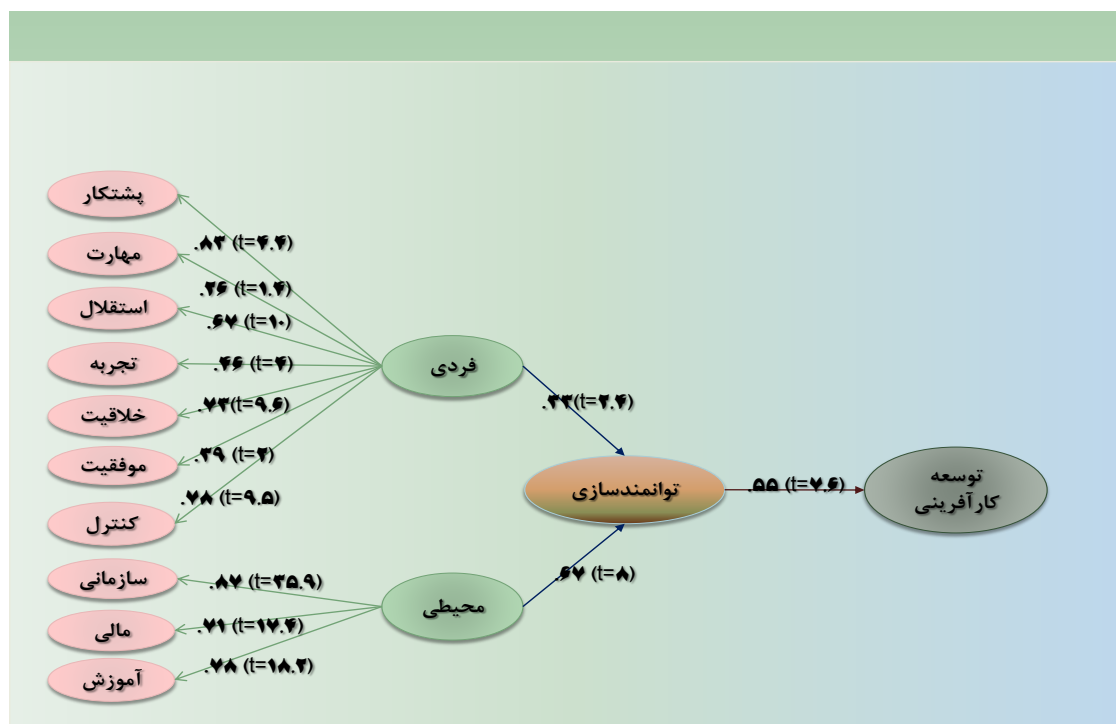 پشتکار
.۸۳ (t=۴.۴)
مهارت
.۲۶ (t=۱.۴)
استقلال
.۶۷ (t=۱۰)
تجربه
.۴۶ (t=۴)
فردی
خلاقیت
.۷۳(t=۹.۶)
.۳۳(t=۲.۴)
موفقیت
.۳۹ (t=۲)
کنترل
.۷۸ (t=۹.۵)
توانمندسازی
.۵۵ (t=۷.۶)
توسعه
کارآفرینی
سازمانی
.۸۷ (t=۳۵.۹)
.۶۷ (t=۸)
محیطی
مالی
.۷۱ (t=۱۷.۴)
آموزش
.۷۸ (t=۱۸.۲)